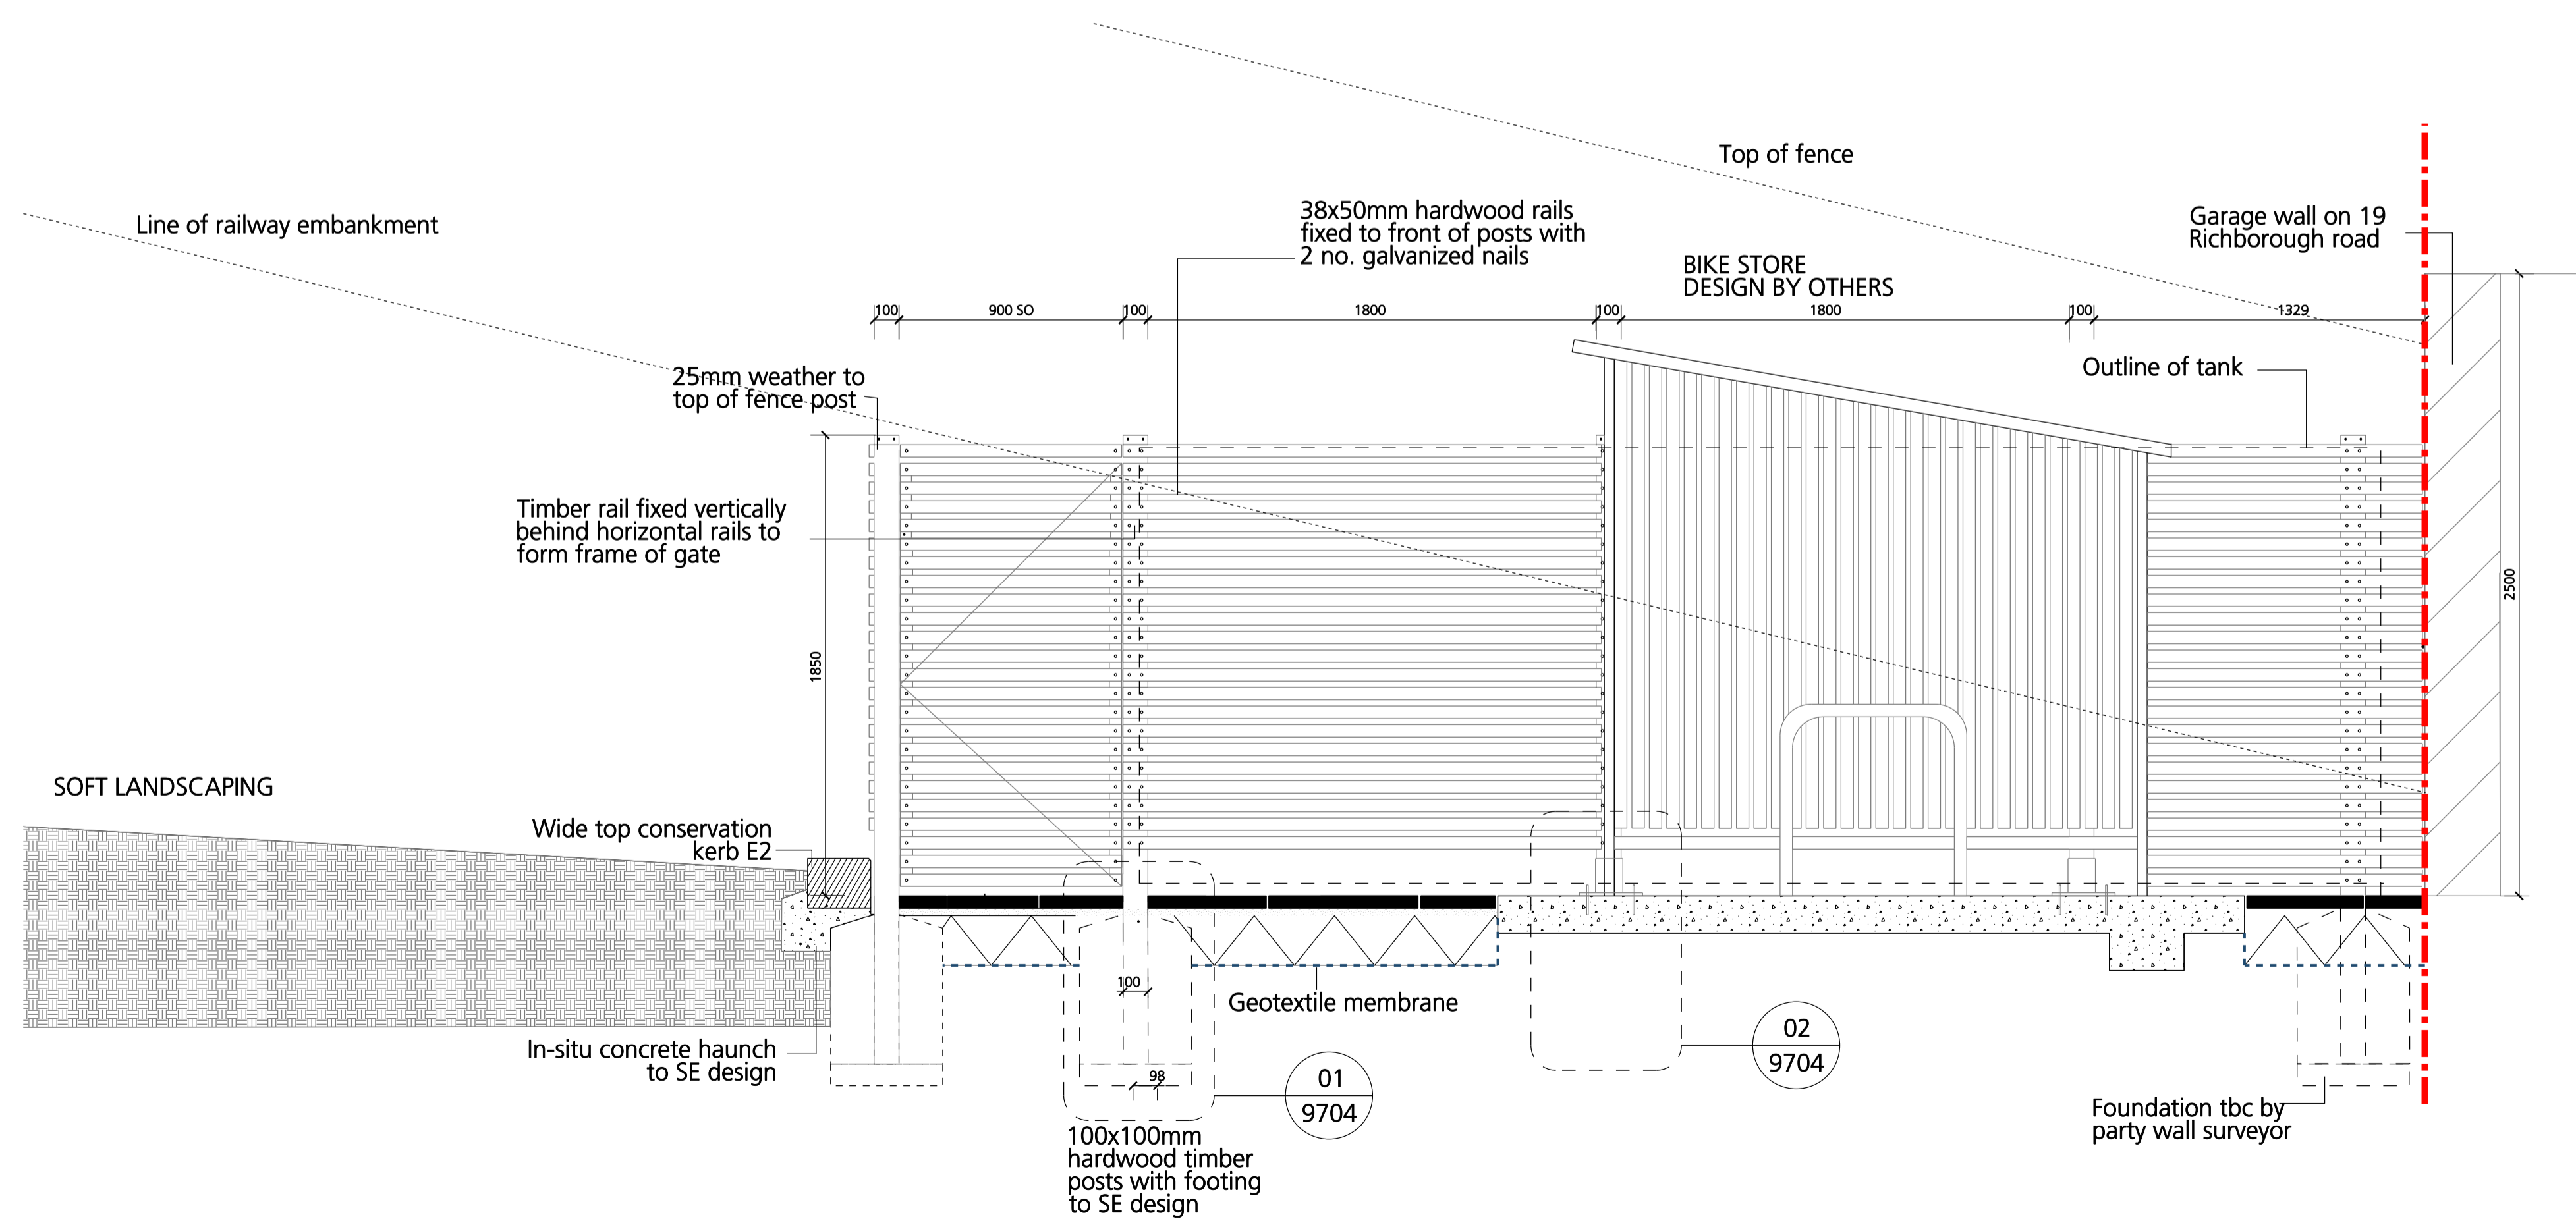 Top of fence
Line of railway embankment
38x50mm hardwood rails
fixed to front of posts with
2 no. galvanized nails
Garage wall on 19
Richborough road
BIKE STORE
DESIGN BY OTHERS
100
900 SO
100
1800
100
1800
100
1329
25mm weather to
top of fence post
Outline of tank
Timber rail fixed vertically
behind horizontal rails to
form frame of gate
2500
1850
SOFT LANDSCAPING
Wide top conservation
kerb E2
100
Geotextile membrane
In-situ concrete haunch
to SE design
98
01
9704
02
9704
Foundation tbc by
party wall surveyor
100x100mm
hardwood timber
posts with footing
to SE design